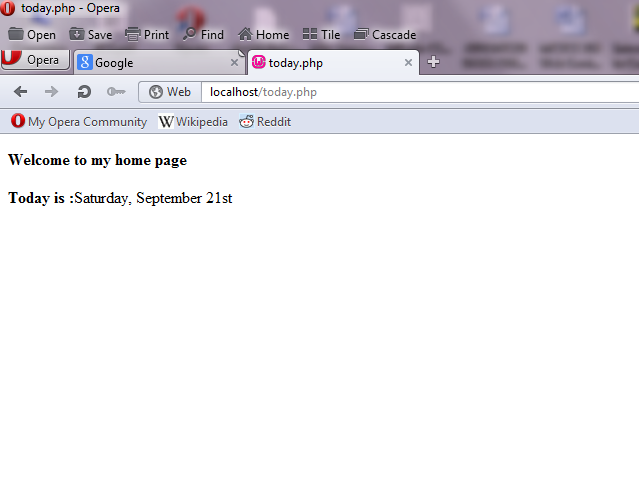 today.php - Opera
Open Save Print Find Home Tile Cascade
Opera Google today.php
Web localhost/today.php
My Opera Community Wikipedia Reddit
Welcome to my home page
Today is :Saturday, September 21st